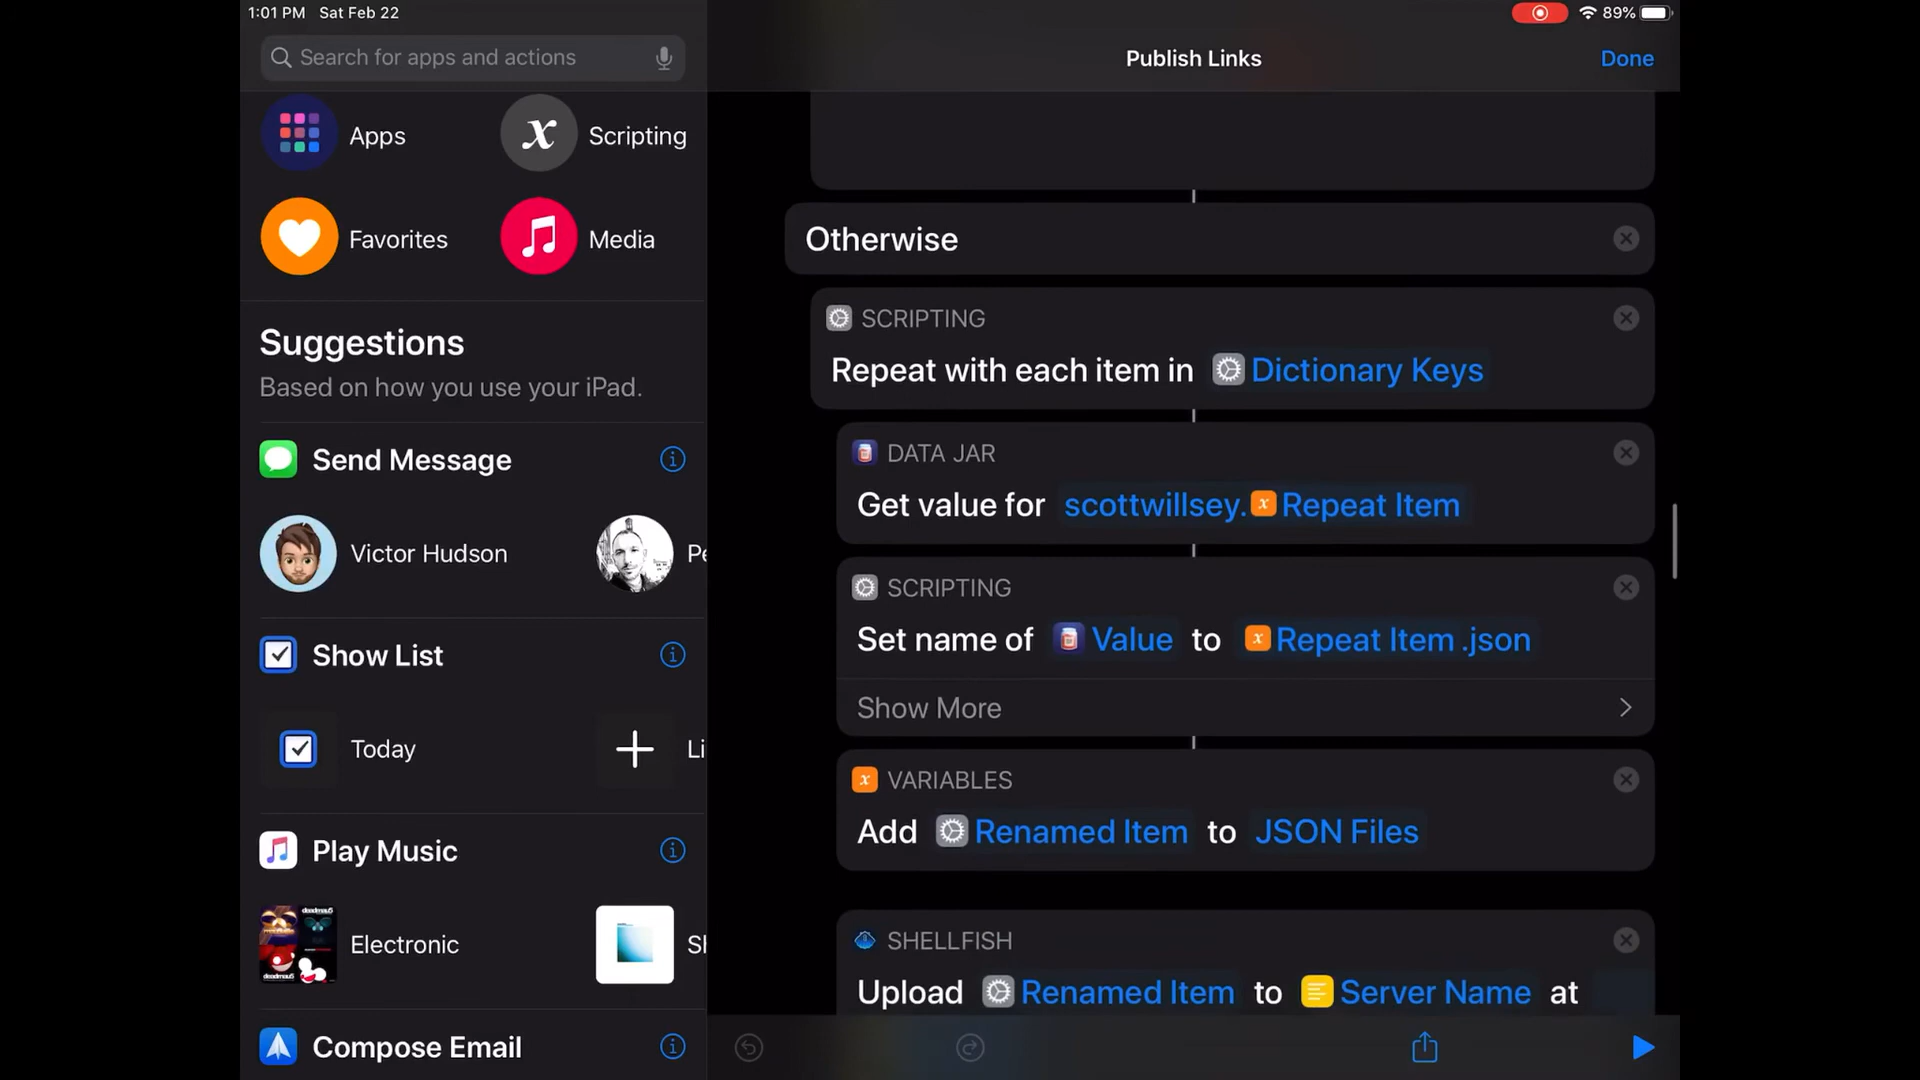 1:01 PM Sat Feb 22
89%
Search for apps and actions
Apps
Scripting
Favorites
Media
Suggestions
Based on how you use your iPad.
Send Message
Victor Hudson
Pe
Show List
Today
Li
Play Music
Electronic
Sh
Compose Email
Publish Links
Done
Otherwise
SCRIPTING
Repeat with each item in Dictionary Keys
DATA JAR
Get value for scottwillsey. Repeat Item
SCRIPTING
Set name of Value to Repeat Item .json
Show More
VARIABLES
Add Renamed Item to JSON Files
SHELLFISH
Upload Renamed Item to Server Name at